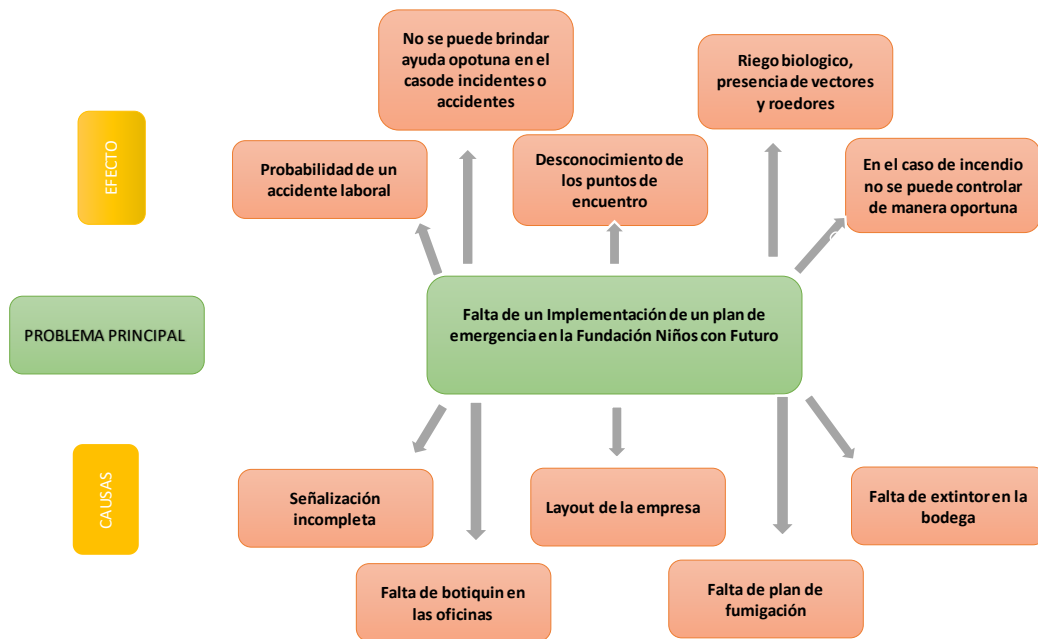 No se puede brindar
ayuda opotuna en el
casode incidentes o
accidentes
Riego biologico,
presencia de vectores
y roedores
EFECTO
Probabilidad de un
accidente laboral
Desconocimiento de
los puntos de
encuentro
En el caso de incendio
no se puede controlar
de manera oportuna
PROBLEMA PRINCIPAL
Falta de un Implementación de un plan de
emergencia en la Fundación Niños con Futuro
CAUSAS
Señalización
incompleta
Layout de la empresa
Falta de extintor en la
bodega
Falta de botiquin en
las oficinas
Falta de plan de
fumigación